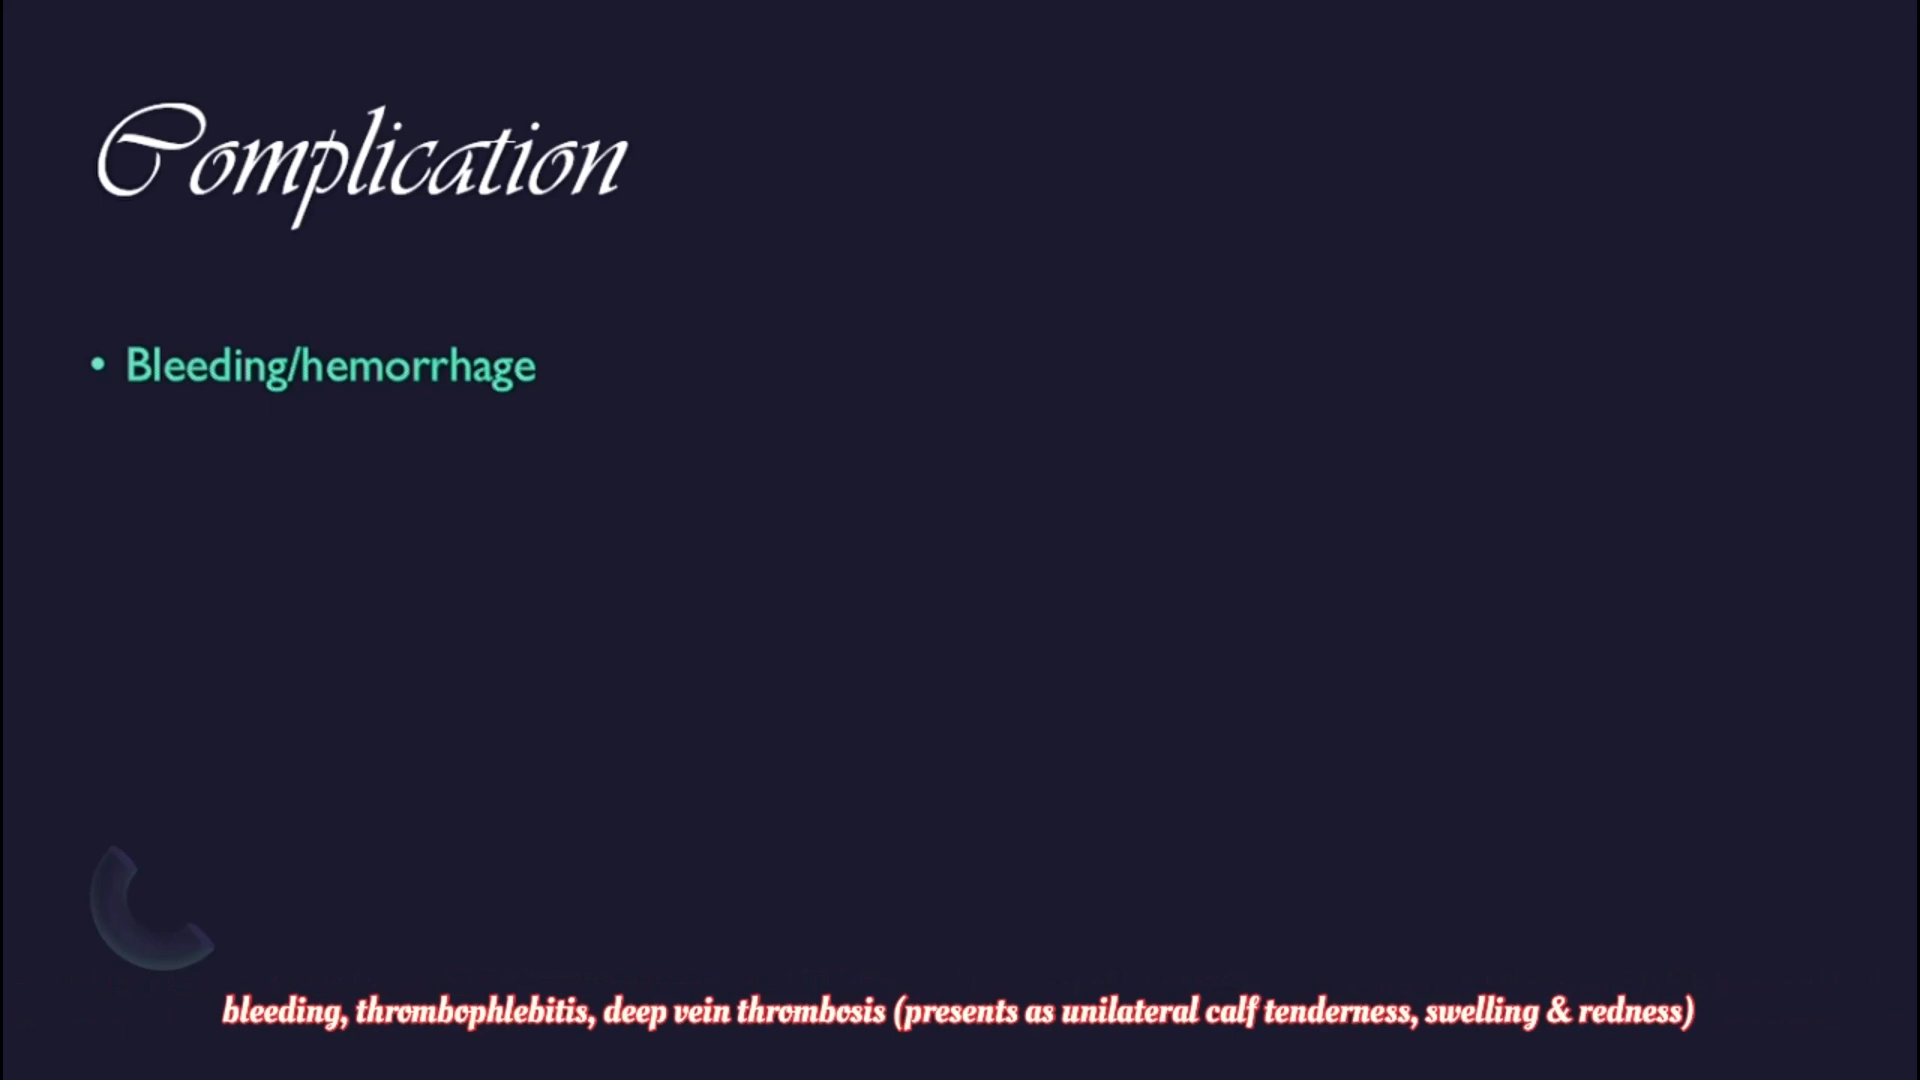 Complication
• Bleeding/hemorrhage
bleeding, thrombophlebitis, deep vein thrombosis (presents as unilateral calf tenderness, swelling & redness)